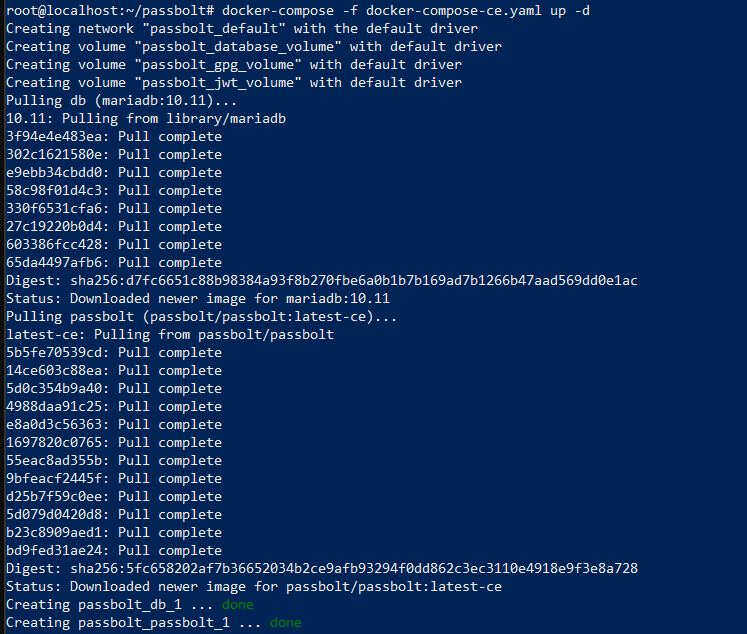 root@localhost:~/passbolt# docker-compose -f docker-compose-ce.yaml up -d
Creating network "passbolt_default" with the default driver
Creating volume "passbolt_database_volume" with default driver
Creating volume "passbolt_gpg_volume" with default driver
Creating volume "passbolt_jwt_volume" with default driver
Pulling db (mariadb:10.11)...
10.11: Pulling from library/mariadb
3f94e4e483ea: Pull complete
302c1621580e: Pull complete
e9ebb34cbdd0: Pull complete
58c98f01d4c3: Pull complete
330f6531cfa6: Pull complete
27c19220b0d4: Pull complete
603386fcc428: Pull complete
65da4497afb6: Pull complete
Digest: sha256:d7fc6651c88b98384a93f8b270fbe6a0b1b7b169ad7b1266b47aad569dd0e1ac
Status: Downloaded newer image for mariadb:10.11
Pulling passbolt (passbolt/passbolt:latest-ce)...
latest-ce: Pulling from passbolt/passbolt
5b5fe70539cd: Pull complete
14ce603c88ea: Pull complete
5d0c354b9a40: Pull complete
4988daa91c25: Pull complete
e8a0d3c56363: Pull complete
1697820c0765: Pull complete
55eac8ad355b: Pull complete
9bfeacf2445f: Pull complete
d25b7f59c0ee: Pull complete
5d079d0420d8: Pull complete
b23c8909aed1: Pull complete
bd9fed31ae24: Pull complete
Digest: sha256:5fc658202af7b36652034b2ce9afb93294f0dd862c3ec3110e4918e9f3e8a728
Status: Downloaded newer image for passbolt/passbolt:latest-ce
Creating passbolt_db_1 ... done
Creating passbolt_passbolt_1 ... done